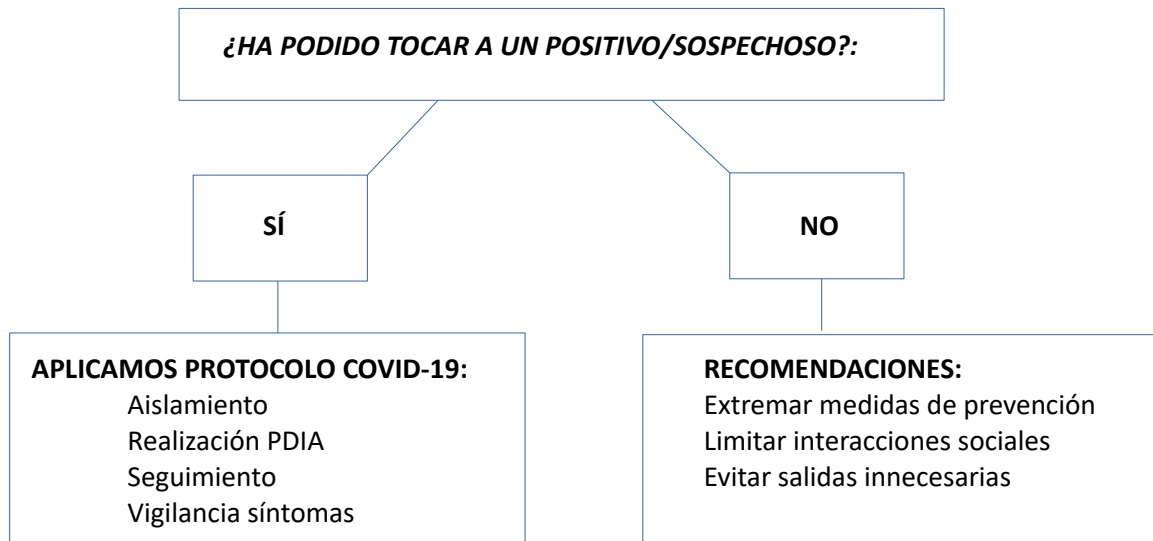 ¿HA PODIDO TOCAR A UN POSITIVO/SOSPECHOSO?:
SÍ
NO
APLICAMOS PROTOCOLO COVID-19:
Aislamiento
Realización PDIA
Seguimiento
Vigilancia síntomas
RECOMENDACIONES:
Extremar medidas de prevención
Limitar interacciones sociales
Evitar salidas innecesarias